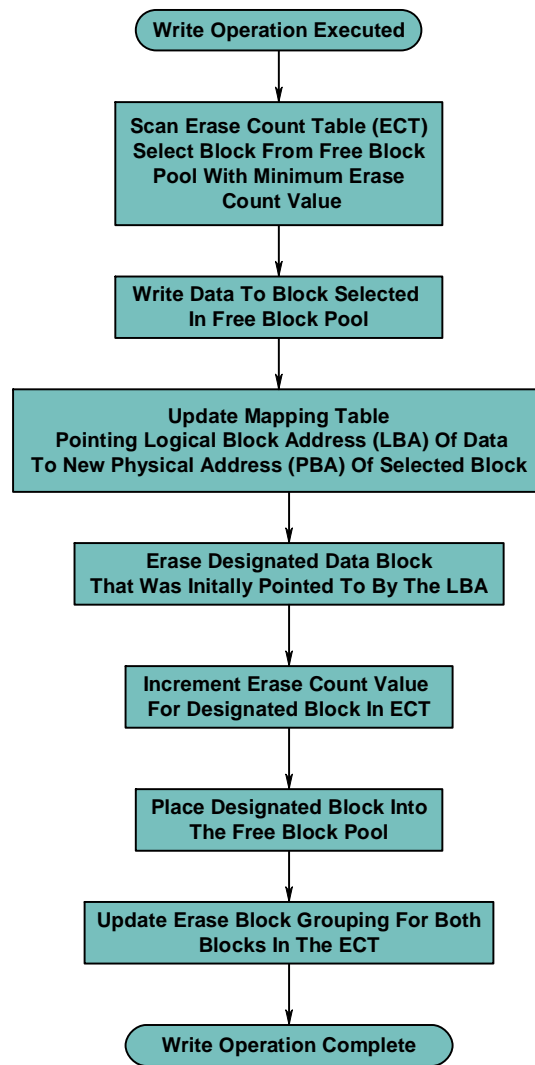 Write Operation Executed
Scan Erase Count Table (ECT)
Select Block From Free Block
Pool With Minimum Erase
Count Value
Write Data To Block Selected
In Free Block Pool
Update Mapping Table
Pointing Logical Block Address (LBA) Of Data
To New Physical Address (PBA) Of Selected Block
Erase Designated Data Block
That Was Initally Pointed To By The LBA
Increment Erase Count Value
For Designated Block In ECT
Place Designated Block Into
The Free Block Pool
Update Erase Block Grouping For Both
Blocks In The ECT
Write Operation Complete